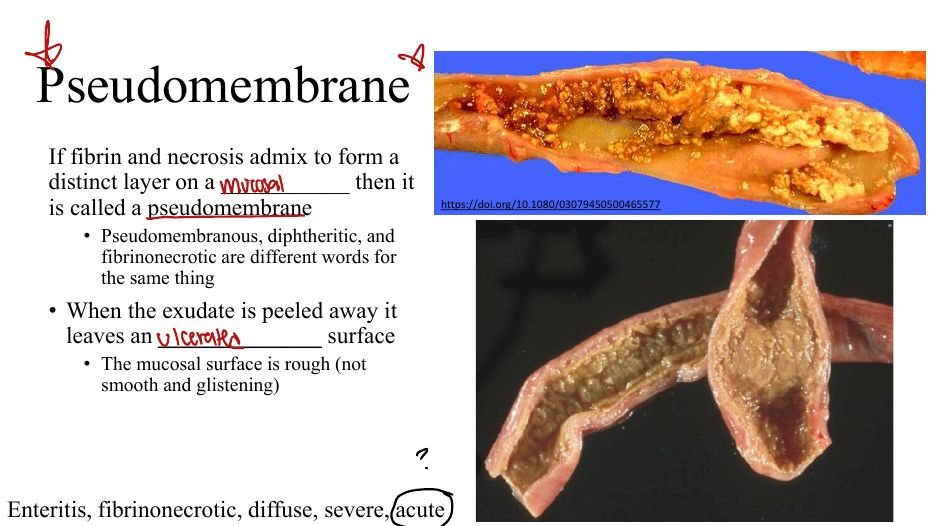 Pseudomembrane
If fibrin and necrosis admix to form a
distinct layer on a mucosal then it
is called a pseudomembrane
• Pseudomembranous, diphtheritic, and
fibrinonecrotic are different words for
the same thing
• When the exudate is peeled away it
leaves an ulcerated surface
• The mucosal surface is rough (not
smooth and glistening)
?
Enteritis, fibrinonecrotic, diffuse, severe, acute
https://doi.org/10.1080/03079450500465577